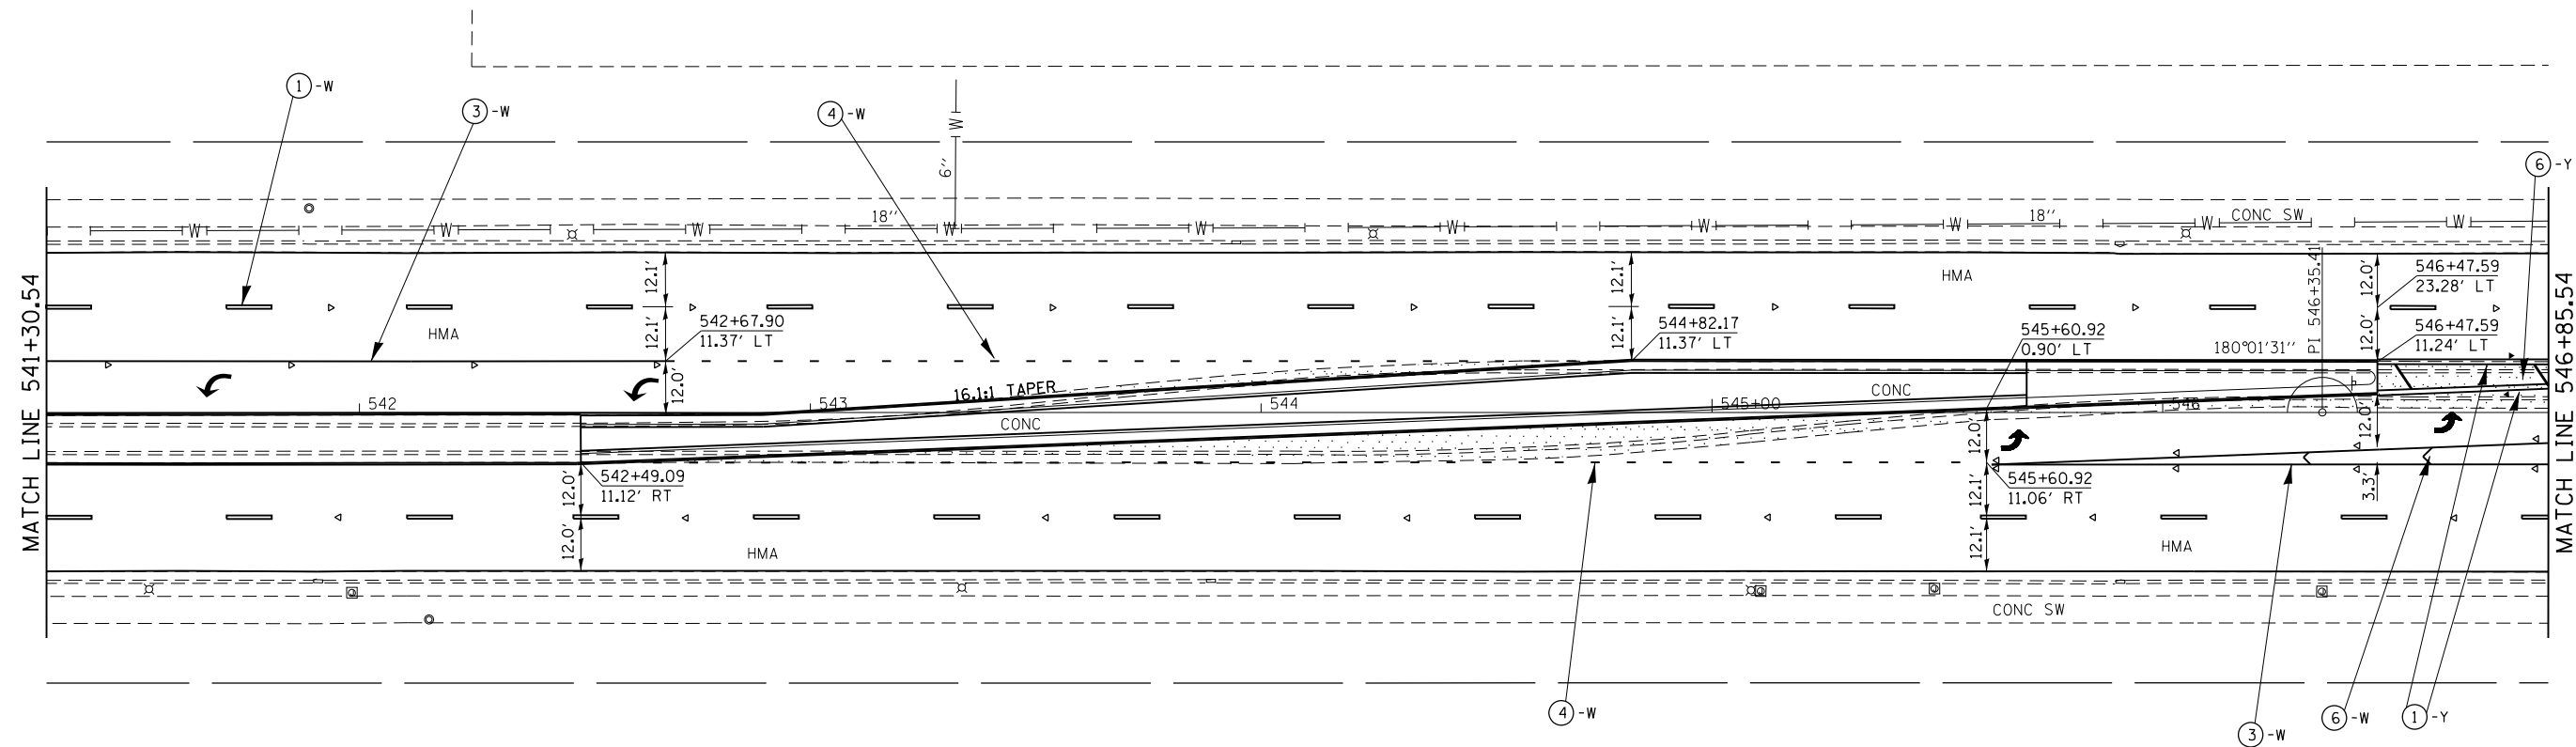 1 -W
3 -W
4 -W
6 -Y
W
6"
W W W 18" W W W W W 18" W CONC SW W
MATCH LINE 541+30.54
MATCH LINE 546+85.54
12.1'
12.1'
12.0'
HMA
542+67.90
11.37' LT
12.1'
12.1'
544+82.17
11.37' LT
HMA
545+60.92
0.90' LT
180°01'31"
PI 546+35.41
12.0'
12.0'
546+47.59
23.28' LT
546+47.59
11.24' LT
16.1:1 TAPER
542
543
544
545+00
546
CONC
CONC
12.0'
12.0'
542+49.09
11.12' RT
12.0'
12.0'
12.1'
12.1'
545+60.92
11.06' RT
3.3'
HMA
HMA
CONC SW
4 -W
3 -W
6 -W
1 -Y